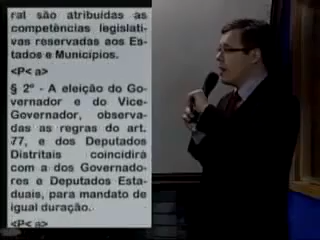 ral são atribuídas as
competências legislati-
vas reservadas aos Es-
tados e Municípios.
<P< a>
§ 2º - A eleição do Go-
vernador e do Vice-
Governador, observa-
das as regras do art.
77, e dos Deputados
Distritais coincidirá
com a dos Governado-
res e Deputados Esta-
duais, para mandato de
igual duração.
<P< a>